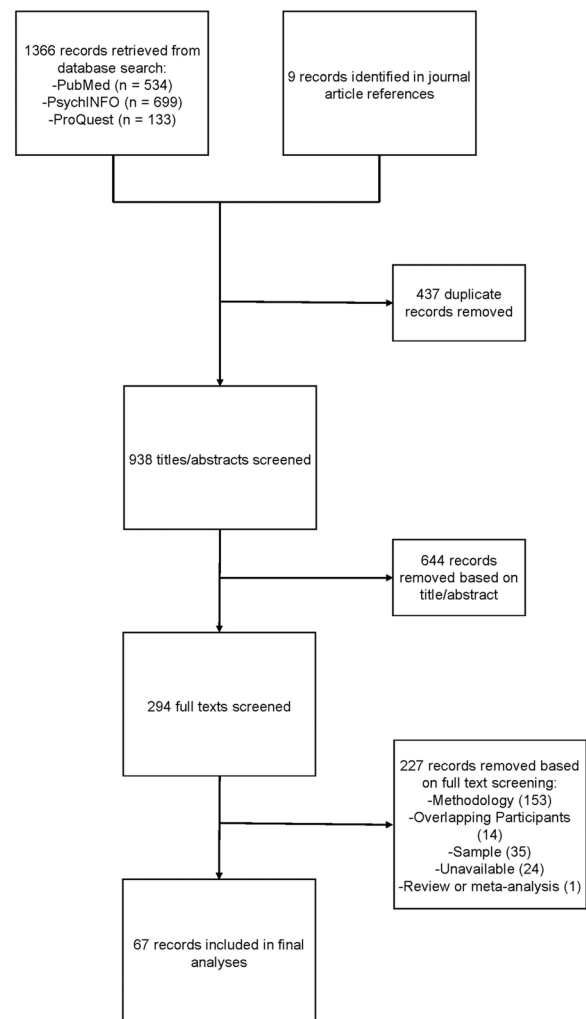 1366 records retrieved from
database search:
-PubMed (n = 534)
-PsychINFO (n = 699)
-ProQuest (n = 133)
9 records identified in journal
article references
437 duplicate
records removed
938 titles/abstracts screened
644 records
removed based on
title/abstract
294 full texts screened
227 records removed based
on full text screening:
-Methodology (153)
-Overlapping Participants
(14)
-Sample (35)
-Unavailable (24)
-Review or meta-analysis (1)
67 records included in final
analyses